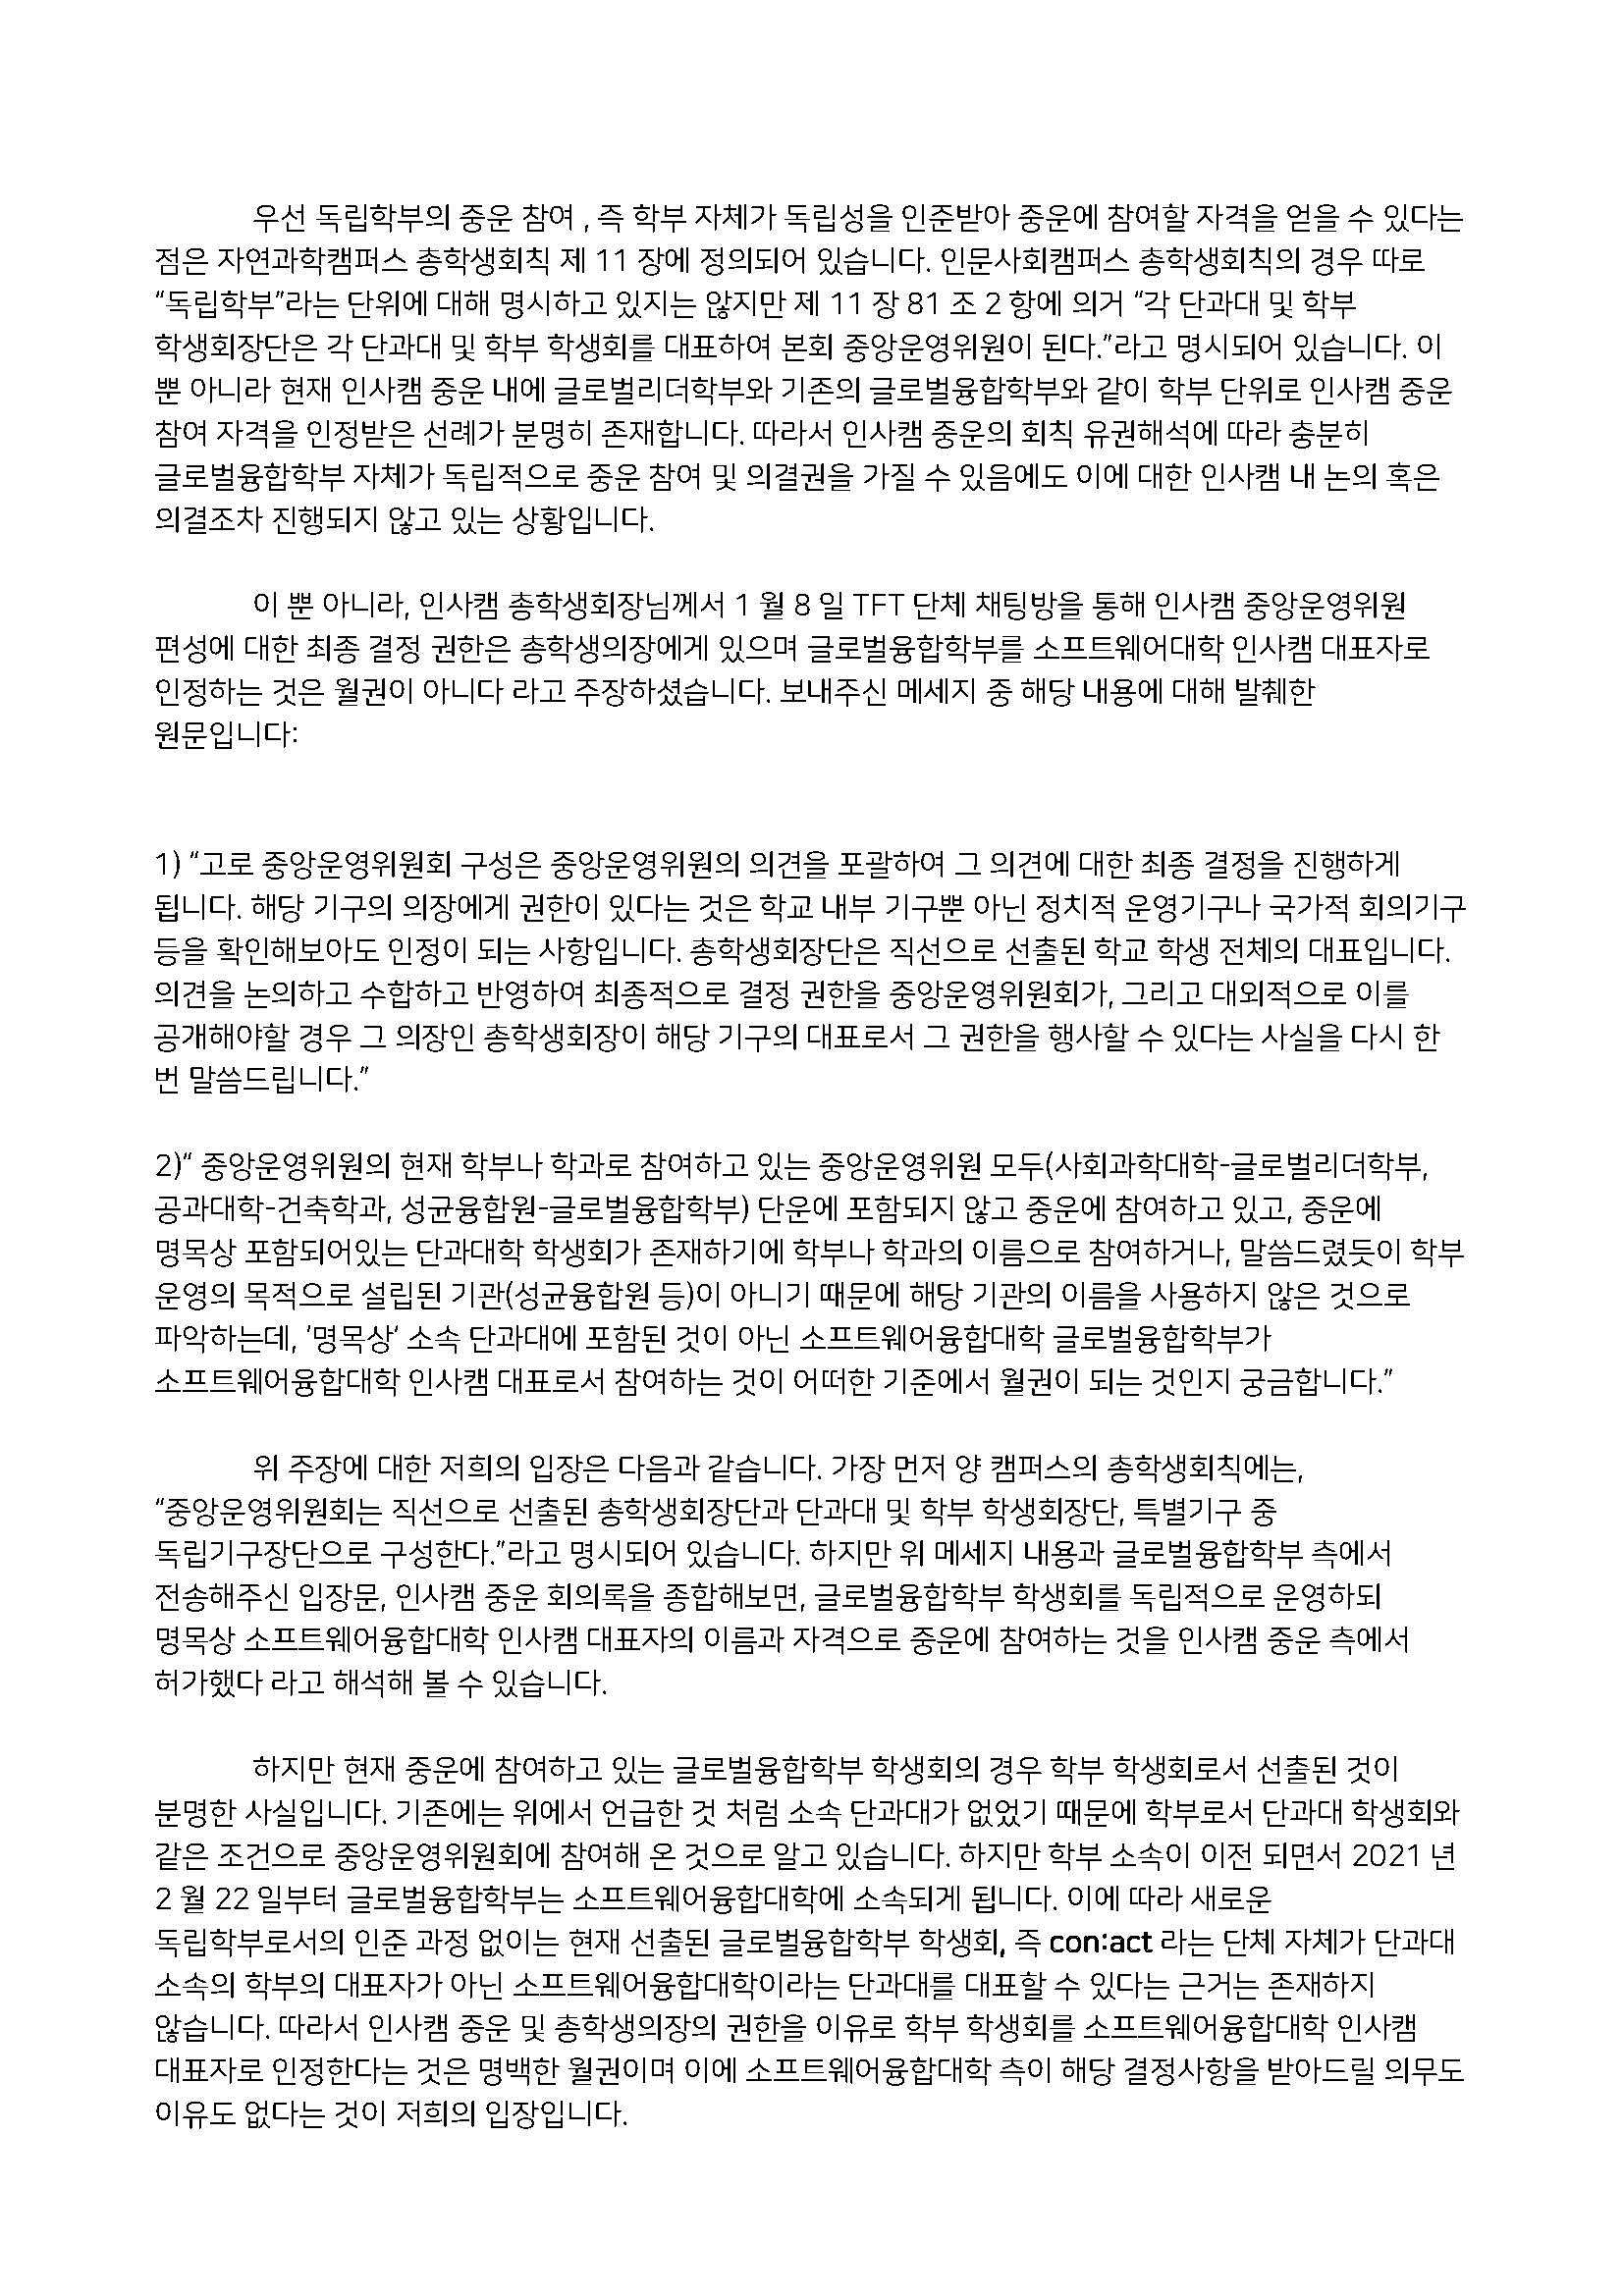 우선 독립학부의 중운 참여 , 즉 학부 자체가 독립성을 인준받아 중운에 참여할 자격을 얻을 수 있다는
점은 자연과학캠퍼스 총학생회칙 제 11 장에 정의되어 있습니다. 인문사회캠퍼스 총학생회칙의 경우 따로
“독립학부”라는 단위에 대해 명시하고 있지는 않지만 제 11 장 81 조 2 항에 의거 “각 단과대 및 학부
학생회장단은 각 단과대 및 학부 학생회를 대표하여 본회 중앙운영위원이 된다.”라고 명시되어 있습니다. 이
뿐 아니라 현재 인사캠 중운 내에 글로벌리더학부와 기존의 글로벌융합학부와 같이 학부 단위로 인사캠 중운
참여 자격을 인정받은 선례가 분명히 존재합니다. 따라서 인사캠 중운의 회칙 유권해석에 따라 충분히
글로벌융합학부 자체가 독립적으로 중운 참여 및 의결권을 가질 수 있음에도 이에 대한 인사캠 내 논의 혹은
의결조차 진행되지 않고 있는 상황입니다.
이 뿐 아니라, 인사캠 총학생회장님께서 1 월 8 일 TFT 단체 채팅방을 통해 인사캠 중앙운영위원
편성에 대한 최종 결정 권한은 총학생의장에게 있으며 글로벌융합학부를 소프트웨어대학 인사캠 대표자로
인정하는 것은 월권이 아니다 라고 주장하셨습니다. 보내주신 메세지 중 해당 내용에 대해 발췌한
원문입니다:
1) “고로 중앙운영위원회 구성은 중앙운영위원의 의견을 포괄하여 그 의견에 대한 최종 결정을 진행하게
됩니다. 해당 기구의 의장에게 권한이 있다는 것은 학교 내부 기구뿐 아닌 정치적 운영기구나 국가적 회의기구
등을 확인해보아도 인정이 되는 사항입니다. 총학생회장단은 직선으로 선출된 학교 학생 전체의 대표입니다.
의견을 논의하고 수합하고 반영하여 최종적으로 결정 권한을 중앙운영위원회가, 그리고 대외적으로 이를
공개해야할 경우 그 의장인 총학생회장이 해당 기구의 대표로서 그 권한을 행사할 수 있다는 사실을 다시 한
번 말씀드립니다.”
2)“ 중앙운영위원의 현재 학부나 학과로 참여하고 있는 중앙운영위원 모두(사회과학대학-글로벌리더학부,
공과대학-건축학과, 성균융합원-글로벌융합학부) 단운에 포함되지 않고 중운에 참여하고 있고, 중운에
명목상 포함되어있는 단과대학 학생회가 존재하기에 학부나 학과의 이름으로 참여하거나, 말씀드렸듯이 학부
운영의 목적으로 설립된 기관(성균융합원 등)이 아니기 때문에 해당 기관의 이름을 사용하지 않은 것으로
파악하는데, ‘명목상’ 소속 단과대에 포함된 것이 아닌 소프트웨어융합대학 글로벌융합학부가
소프트웨어융합대학 인사캠 대표로서 참여하는 것이 어떠한 기준에서 월권이 되는 것인지 궁금합니다.”
위 주장에 대한 저희의 입장은 다음과 같습니다. 가장 먼저 양 캠퍼스의 총학생회칙에는,
“중앙운영위원회는 직선으로 선출된 총학생회장단과 단과대 및 학부 학생회장단, 특별기구 중
독립기구장단으로 구성한다.”라고 명시되어 있습니다. 하지만 위 메세지 내용과 글로벌융합학부 측에서
전송해주신 입장문, 인사캠 중운 회의록을 종합해보면, 글로벌융합학부 학생회를 독립적으로 운영하되
명목상 소프트웨어융합대학 인사캠 대표자의 이름과 자격으로 중운에 참여하는 것을 인사캠 중운 측에서
허가했다 라고 해석해 볼 수 있습니다.
하지만 현재 중운에 참여하고 있는 글로벌융합학부 학생회의 경우 학부 학생회로서 선출된 것이
분명한 사실입니다. 기존에는 위에서 언급한 것 처럼 소속 단과대가 없었기 때문에 학부로서 단과대 학생회와
같은 조건으로 중앙운영위원회에 참여해 온 것으로 알고 있습니다. 하지만 학부 소속이 이전 되면서 2021 년
2 월 22 일부터 글로벌융합학부는 소프트웨어융합대학에 소속되게 됩니다. 이에 따라 새로운
독립학부로서의 인준 과정 없이는 현재 선출된 글로벌융합학부 학생회, 즉 con:act 라는 단체 자체가 단과대
소속의 학부의 대표자가 아닌 소프트웨어융합대학이라는 단과대를 대표할 수 있다는 근거는 존재하지
않습니다. 따라서 인사캠 중운 및 총학생의장의 권한을 이유로 학부 학생회를 소프트웨어융합대학 인사캠
대표자로 인정한다는 것은 명백한 월권이며 이에 소프트웨어융합대학 측이 해당 결정사항을 받아드릴 의무도
이유도 없다는 것이 저희의 입장입니다.